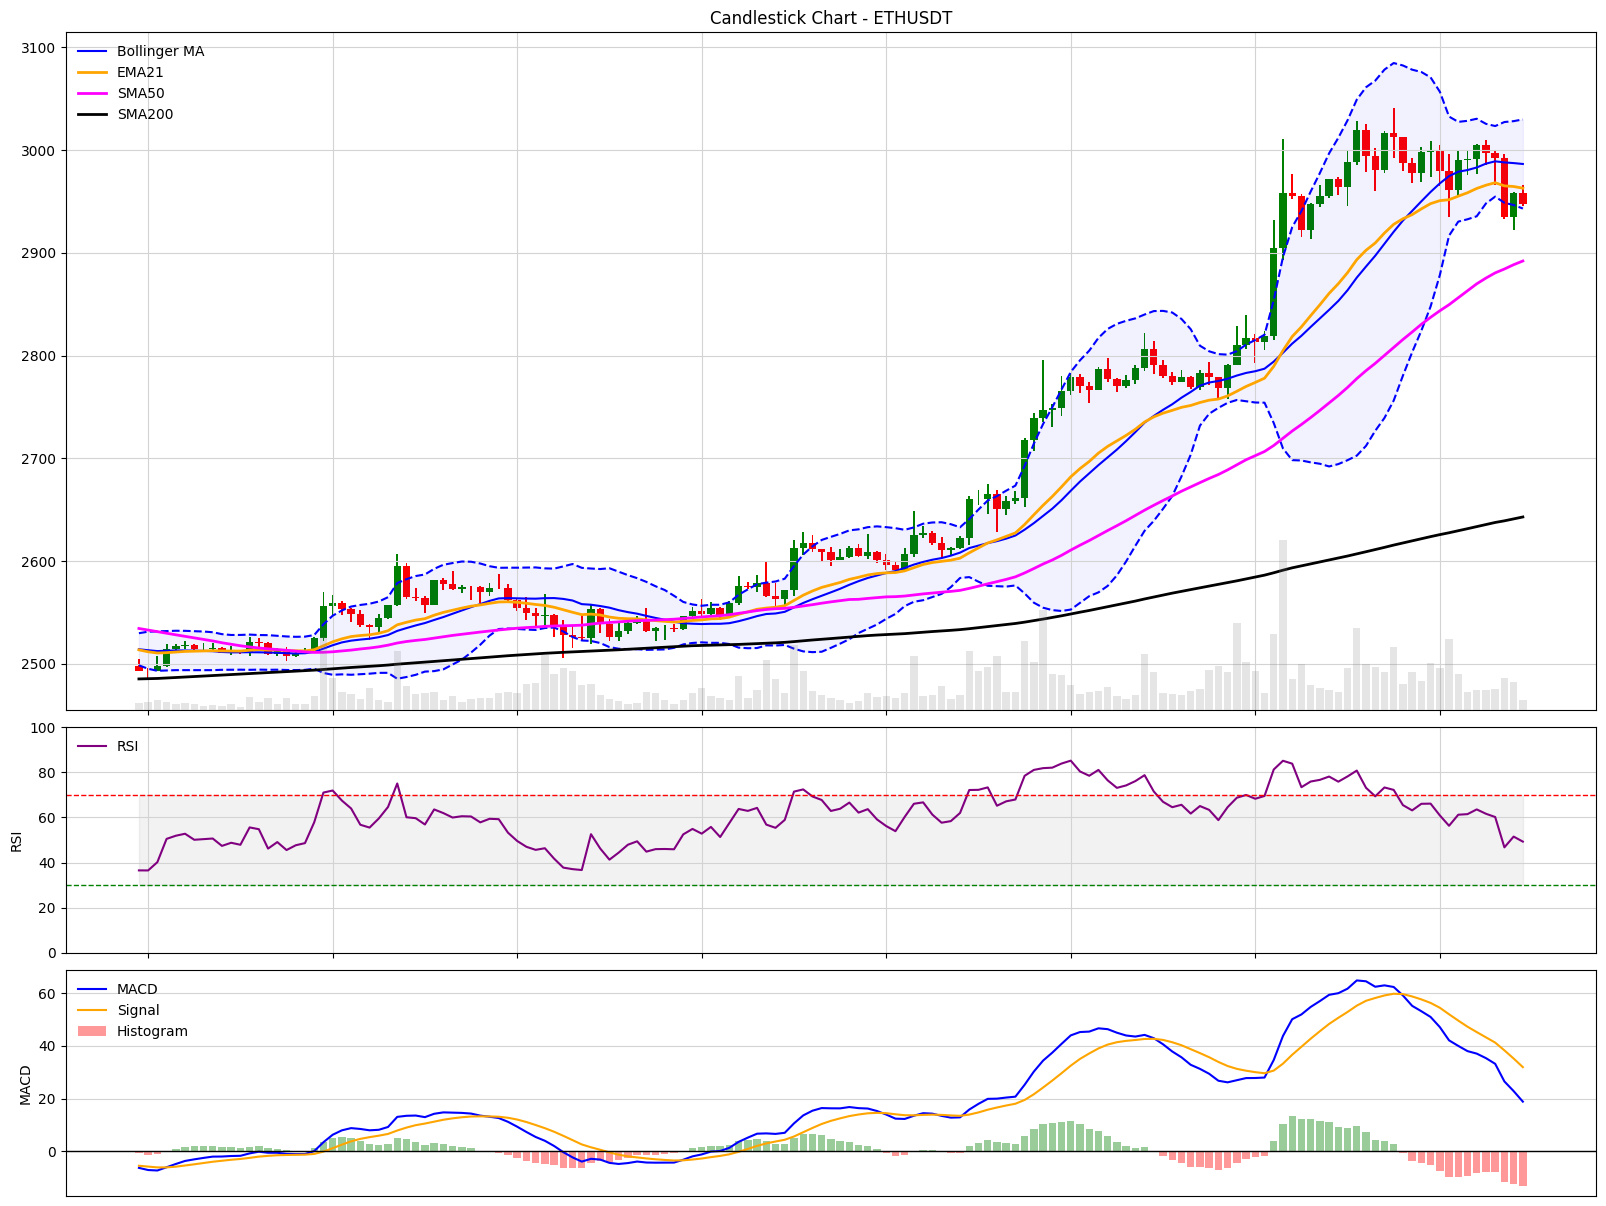 Candlestick Chart - ETHUSDT
Bollinger MA
EMA21
SMA50
SMA200
3100
3000
2900
2800
2700
2600
2500
RSI
100
80
60
40
20
0
RSI
MACD
Signal
Histogram
60
40
20
0
MACD